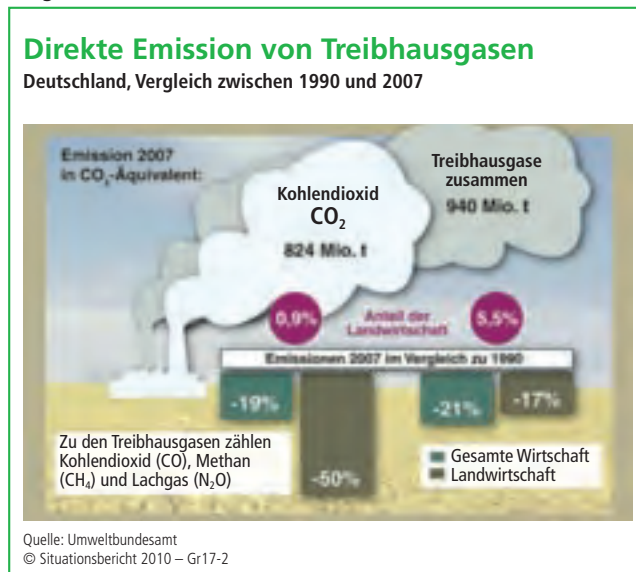 Direkte Emission von Treibhausgasen
Deutschland, Vergleich zwischen 1990 und 2007
Emission 2007
in CO₂-Äquivalent:
Kohlendioxid
CO₂
824 Mio. t
Treibhausgase
zusammen
940 Mio. t
0,9%
Anteil der
Landwirtschaft
5,5%
Emissionen 2007 im Vergleich zu 1990
-19%
-50%
-21%
-17%
Zu den Treibhausgasen zählen
Kohlendioxid (CO), Methan
(CH₄) und Lachgas (N₂O)
Gesamte Wirtschaft
Landwirtschaft
Quelle: Umweltbundesamt
© Situationsbericht 2010 – Gr17-2